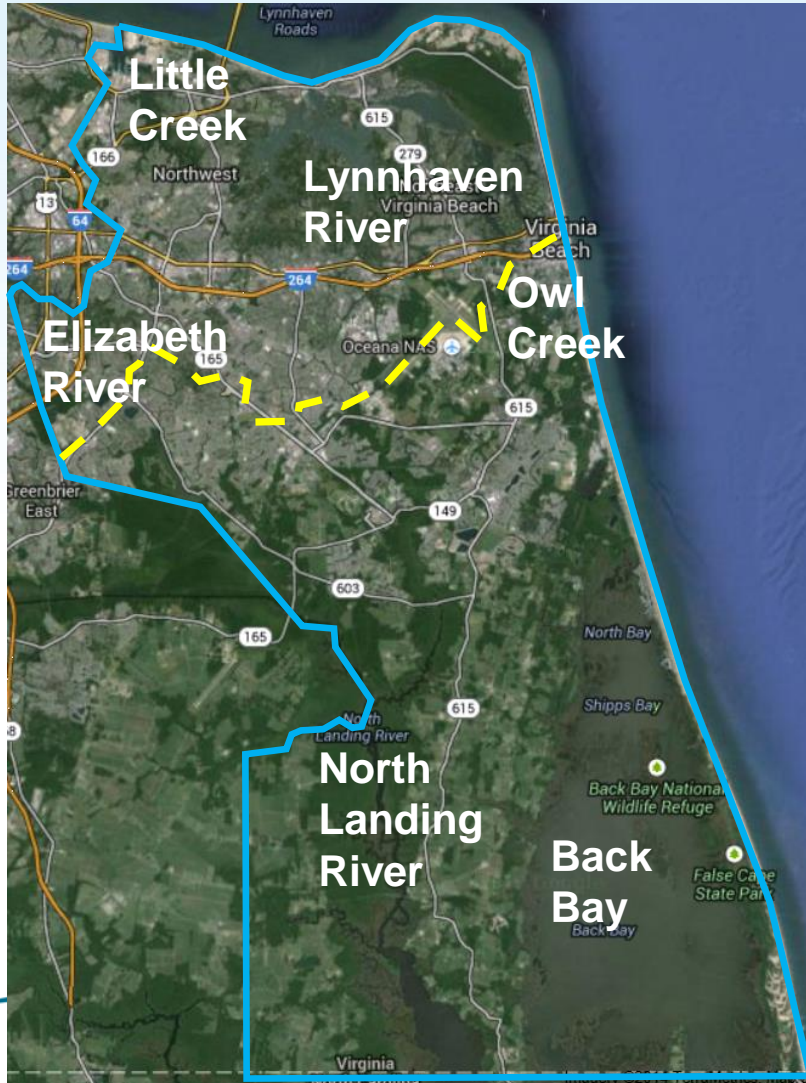 Lynnhaven
Roads
Little
Creek
615
166
Northwest
279
Lynnhaven
River
Virginia Beach
13
64
Virginia
Beach
264
264
Owl
Creek
Elizabeth
River
165
Oceana NAS
615
Greenbrier
East
149
603
165
North Bay
615
Shipps Bay
North
Landing River
North
Landing
River
Back Bay National
Wildlife Refuge
Back
Bay
False Cape
State Park
Back Bay
Virginia